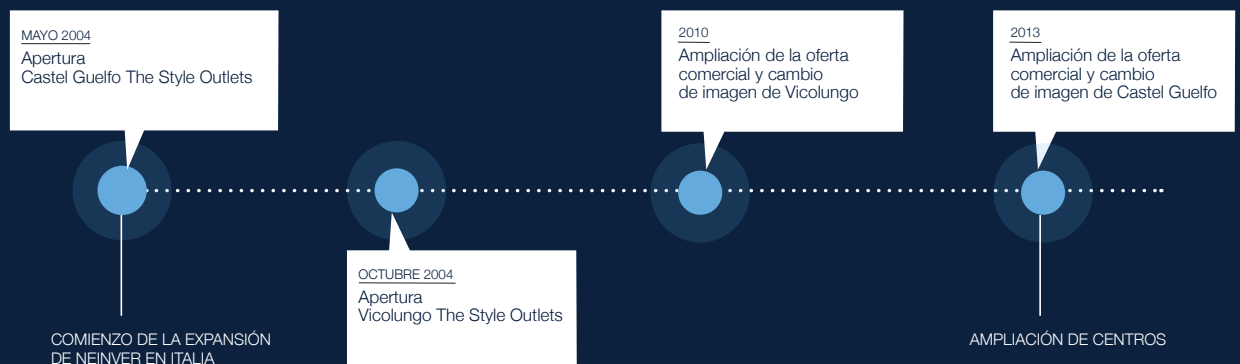 MAYO 2004
Apertura
Castel Guelfo The Style Outlets
2010
Ampliación de la oferta
comercial y cambio
de imagen de Vicolungo
2013
Ampliación de la oferta
comercial y cambio
de imagen de Castel Guelfo
OCTUBRE 2004
Apertura
Vicolungo The Style Outlets
COMIENZO DE LA EXPANSIÓN
DE NEINVER EN ITALIA
AMPLIACIÓN DE CENTROS